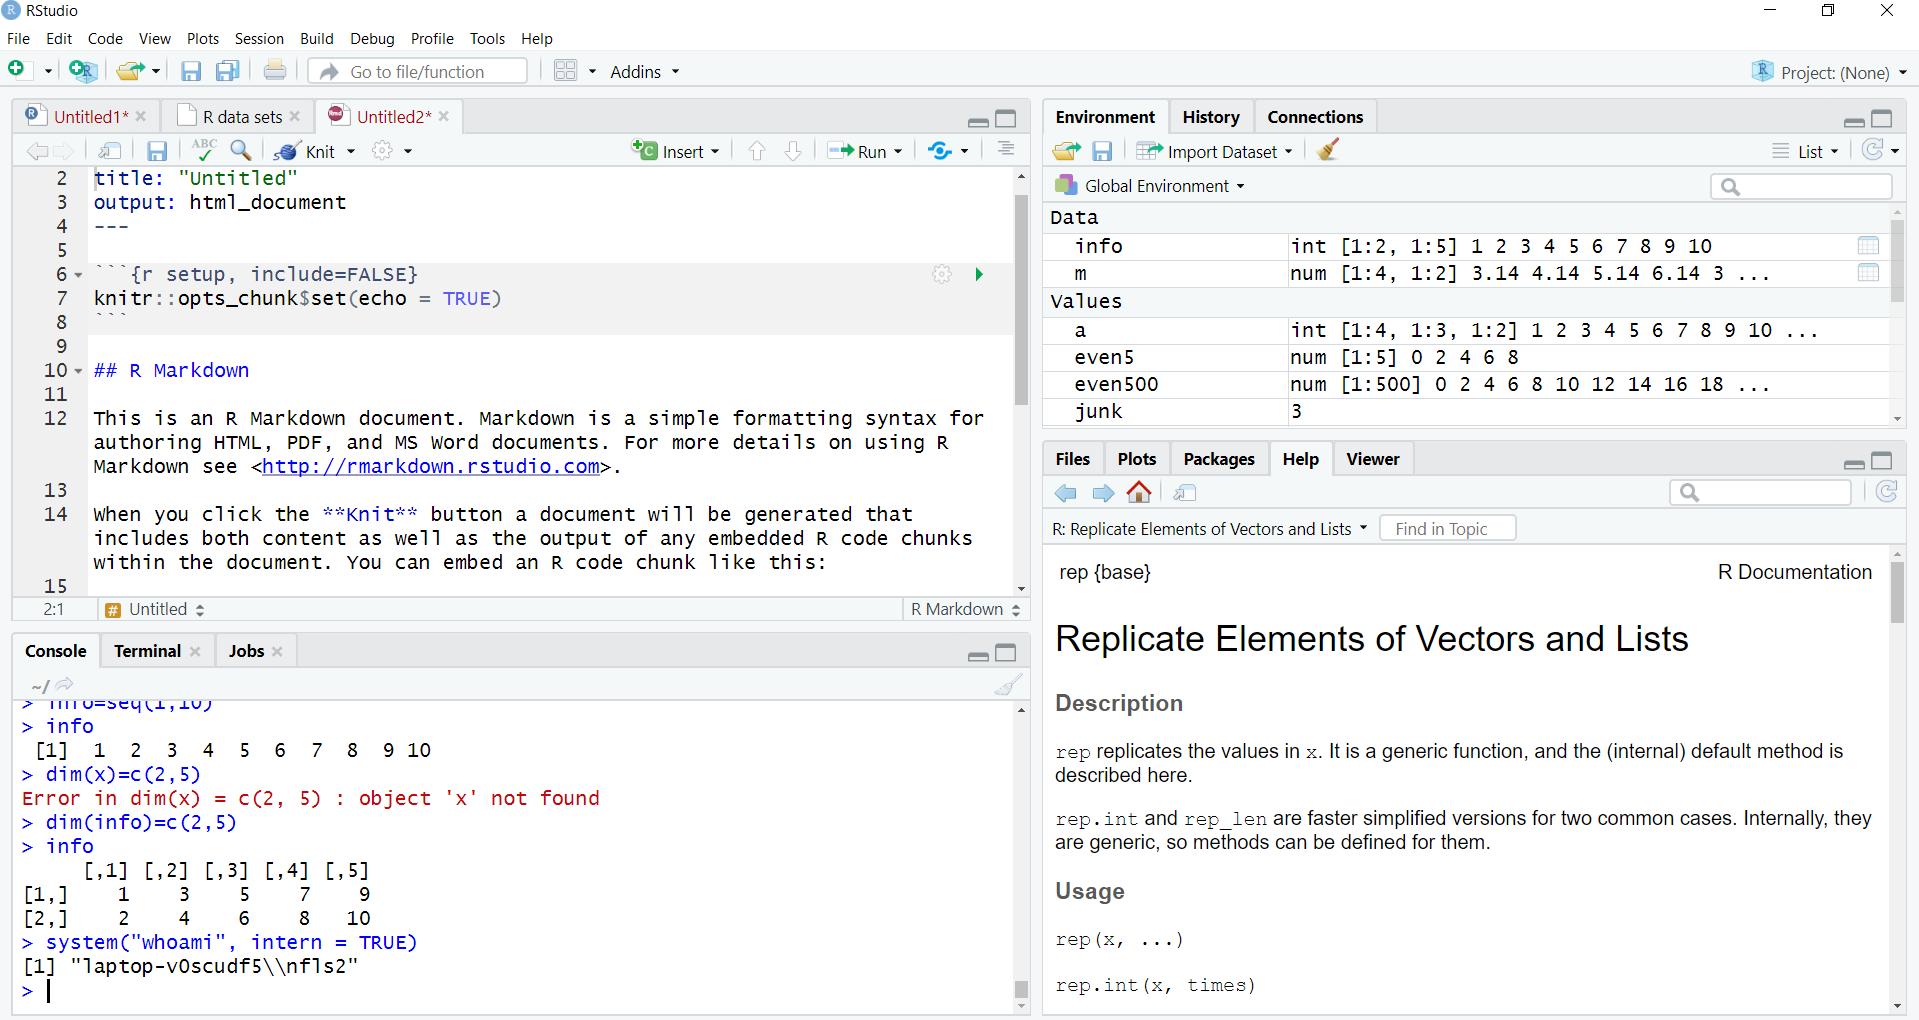 RStudio
File Edit Code View Plots Session Build Debug Profile Tools Help
Go to file/function Addins Project: (None)
Untitled1* R data sets Untitled2*
ABC Knit Insert Run
2 title: "Untitled"
3 output: html_document
4 ---
5
6 ```{r setup, include=FALSE}
7 knitr::opts_chunk$set(echo = TRUE)
8 ```
9
10 ## R Markdown
11
12 This is an R Markdown document. Markdown is a simple formatting syntax for
authoring HTML, PDF, and MS Word documents. For more details on using R
Markdown see <http://rmarkdown.rstudio.com>.
13
14 When you click the **Knit** button a document will be generated that
includes both content as well as the output of any embedded R code chunks
within the document. You can embed an R code chunk like this:
15
2:1 # Untitled R Markdown
Console Terminal Jobs
~/
> info=seq(1,10)
> info
[1] 1 2 3 4 5 6 7 8 9 10
> dim(x)=c(2,5)
Error in dim(x) = c(2, 5) : object 'x' not found
> dim(info)=c(2,5)
> info
[,1] [,2] [,3] [,4] [,5]
[1,] 1 3 5 7 9
[2,] 2 4 6 8 10
> system("whoami", intern = TRUE)
[1] "laptop-v0scudf5\\nfls2"
>
Environment History Connections
Import Dataset List
Global Environment
Data
info int [1:2, 1:5] 1 2 3 4 5 6 7 8 9 10
m num [1:4, 1:2] 3.14 4.14 5.14 6.14 3 ...
Values
a int [1:4, 1:3, 1:2] 1 2 3 4 5 6 7 8 9 10 ...
even5 num [1:5] 0 2 4 6 8
even500 num [1:500] 0 2 4 6 8 10 12 14 16 18 ...
junk 3
Files Plots Packages Help Viewer
R: Replicate Elements of Vectors and Lists Find in Topic
rep {base} R Documentation
Replicate Elements of Vectors and Lists
Description
rep replicates the values in x. It is a generic function, and the (internal) default method is
described here.
rep.int and rep_len are faster simplified versions for two common cases. Internally, they
are generic, so methods can be defined for them.
Usage
rep(x, ...)
rep.int(x, times)